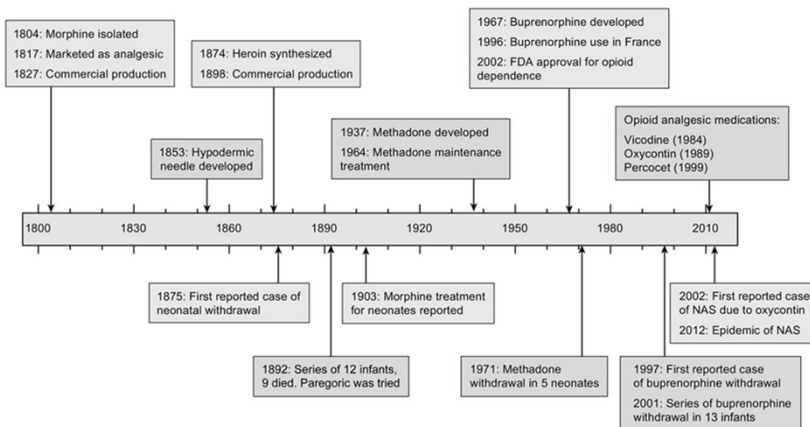 1804: Morphine isolated
1817: Marketed as analgesic
1827: Commercial production
1874: Heroin synthesized
1898: Commercial production
1967: Buprenorphine developed
1996: Buprenorphine use in France
2002: FDA approval for opioid
dependence
1853: Hypodermic
needle developed
1937: Methadone developed
1964: Methadone maintenance
treatment
Opioid analgesic medications:
Vicodine (1984)
Oxycontin (1989)
Percocet (1999)
1800 1830 1860 1890 1920 1950 1980 2010
1875: First reported case of
neonatal withdrawal
1903: Morphine treatment
for neonates reported
2002: First reported case
of NAS due to oxycontin
2012: Epidemic of NAS
1892: Series of 12 infants,
9 died. Paregoric was tried
1971: Methadone
withdrawal in 5 neonates
1997: First reported case
of buprenorphine withdrawal
2001: Series of buprenorphine
withdrawal in 13 infants